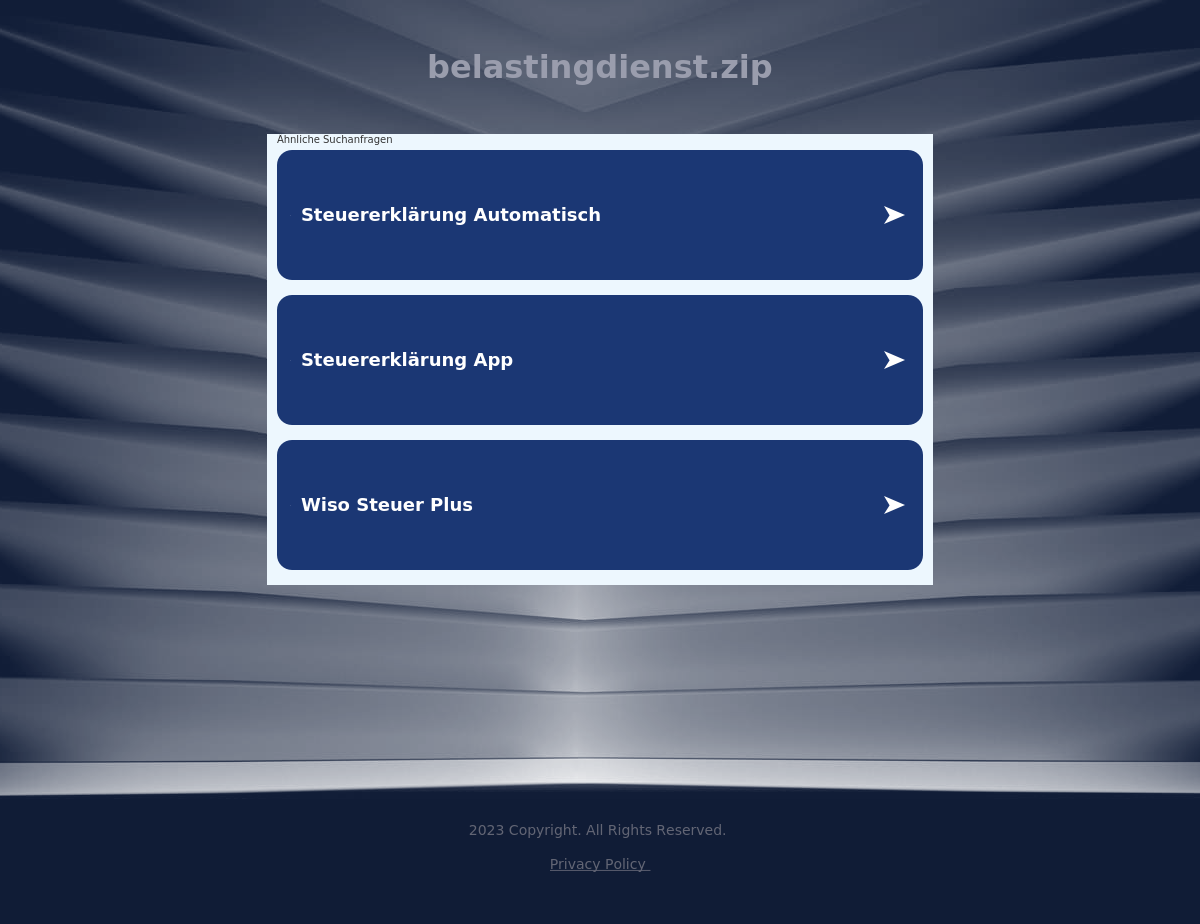 belastingdienst.zip
Ähnliche Suchanfragen
Steuererklärung Automatisch
Steuererklärung App
Wiso Steuer Plus
2023 Copyright. All Rights Reserved.
Privacy Policy